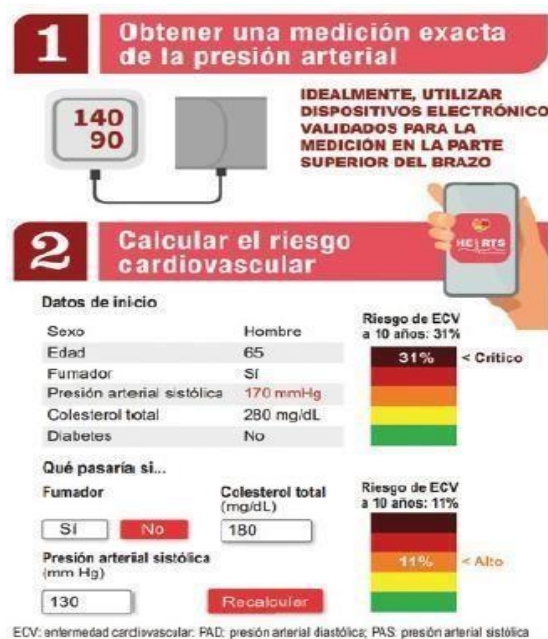 1
Obtener una medición exacta
de la presión arterial
140
90
IDEALMENTE, UTILIZAR
DISPOSITIVOS ELECTRÓNICO
VALIDADOS PARA LA
MEDICIÓN EN LA PARTE
SUPERIOR DEL BRAZO
HEARTS
2
Calcular el riesgo
cardiovascular
Datos de inicio
Sexo Hombre
Edad 65
Fumador Sí
Presión arterial sistólica 170 mmHg
Colesterol total 280 mg/dL
Diabetes No
Riesgo de ECV
a 10 años: 31%
31% < Crítico
Qué pasaría si...
Fumador
Sí No
Colesterol total
(mg/dL)
180
Presión arterial sistólica
(mm Hg)
130
Recalcular
Riesgo de ECV
a 10 años: 11%
11% < Alto
ECV: enfermedad cardiovascular. PAD: presión arterial diastólica; PAS: presión arterial sistólica